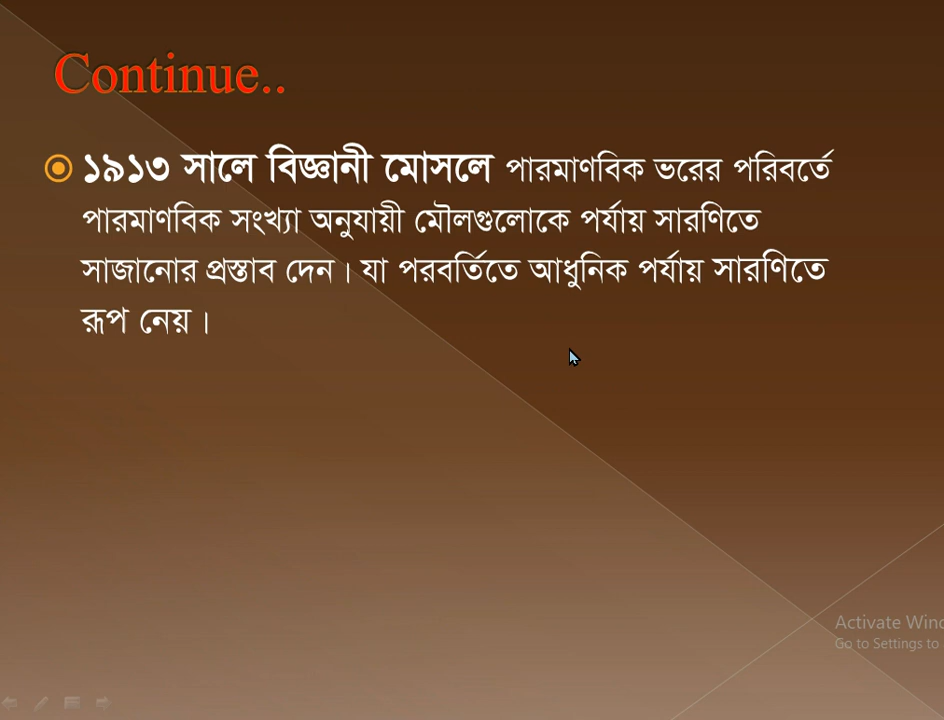 Continue..
১৯১৩ সালে বিজ্ঞানী মোসলে পারমাণবিক ভরের পরিবর্তে
পারমাণবিক সংখ্যা অনুযায়ী মৌলগুলোকে পর্যায় সারণিতে
সাজানোর প্রস্তাব দেন। যা পরবর্তিতে আধুনিক পর্যায় সারণিতে
রূপ নেয়।
Activate Wind
Go to Settings to